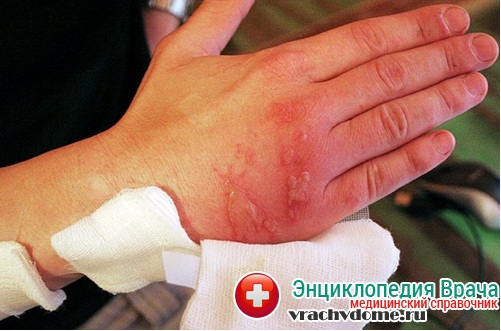 Энциклопедия Врача
медицинский справочник
vrachvdome.ru